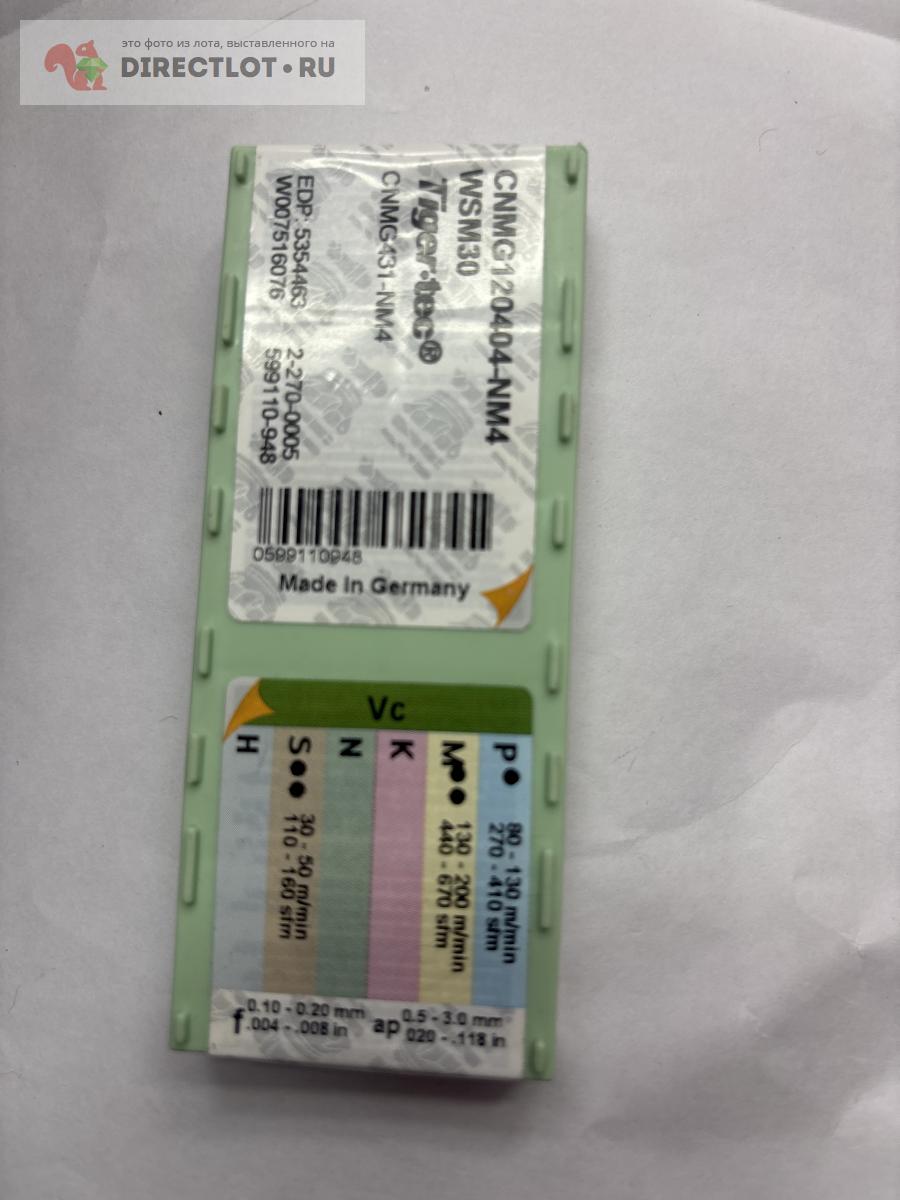 это фото из лота, выставленного на
DIRECTLOT•RU
CNMG120404-NM4
WSM30
Tiger·tec®
CNMG431-NM4
EDP: 5354463 2-270-0005
W007516076 599110-948
0599110948
Made In Germany
Vc
P● 80 - 130 m/min
270 - 410 sfm
M●● 130 - 200 m/min
440 - 670 sfm
K
N
S●● 30 - 50 m/min
110 - 160 sfm
H
f 0.10 - 0.20 mm
.004 - .008 in
ap 0.5 - 3.0 mm
.020 - .118 in